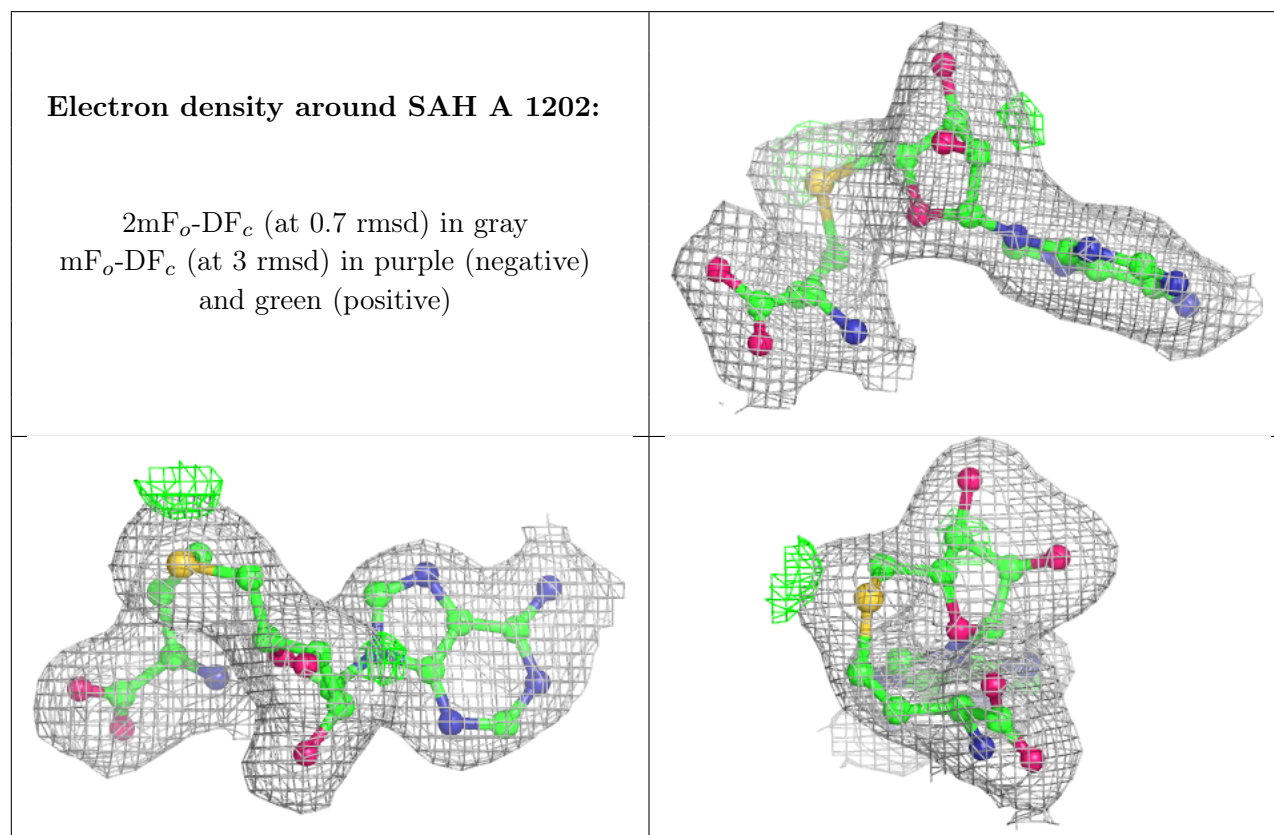 Electron density around SAH A 1202:
2mFo-DFc (at 0.7 rmsd) in gray
mFo-DFc (at 3 rmsd) in purple (negative)
and green (positive)